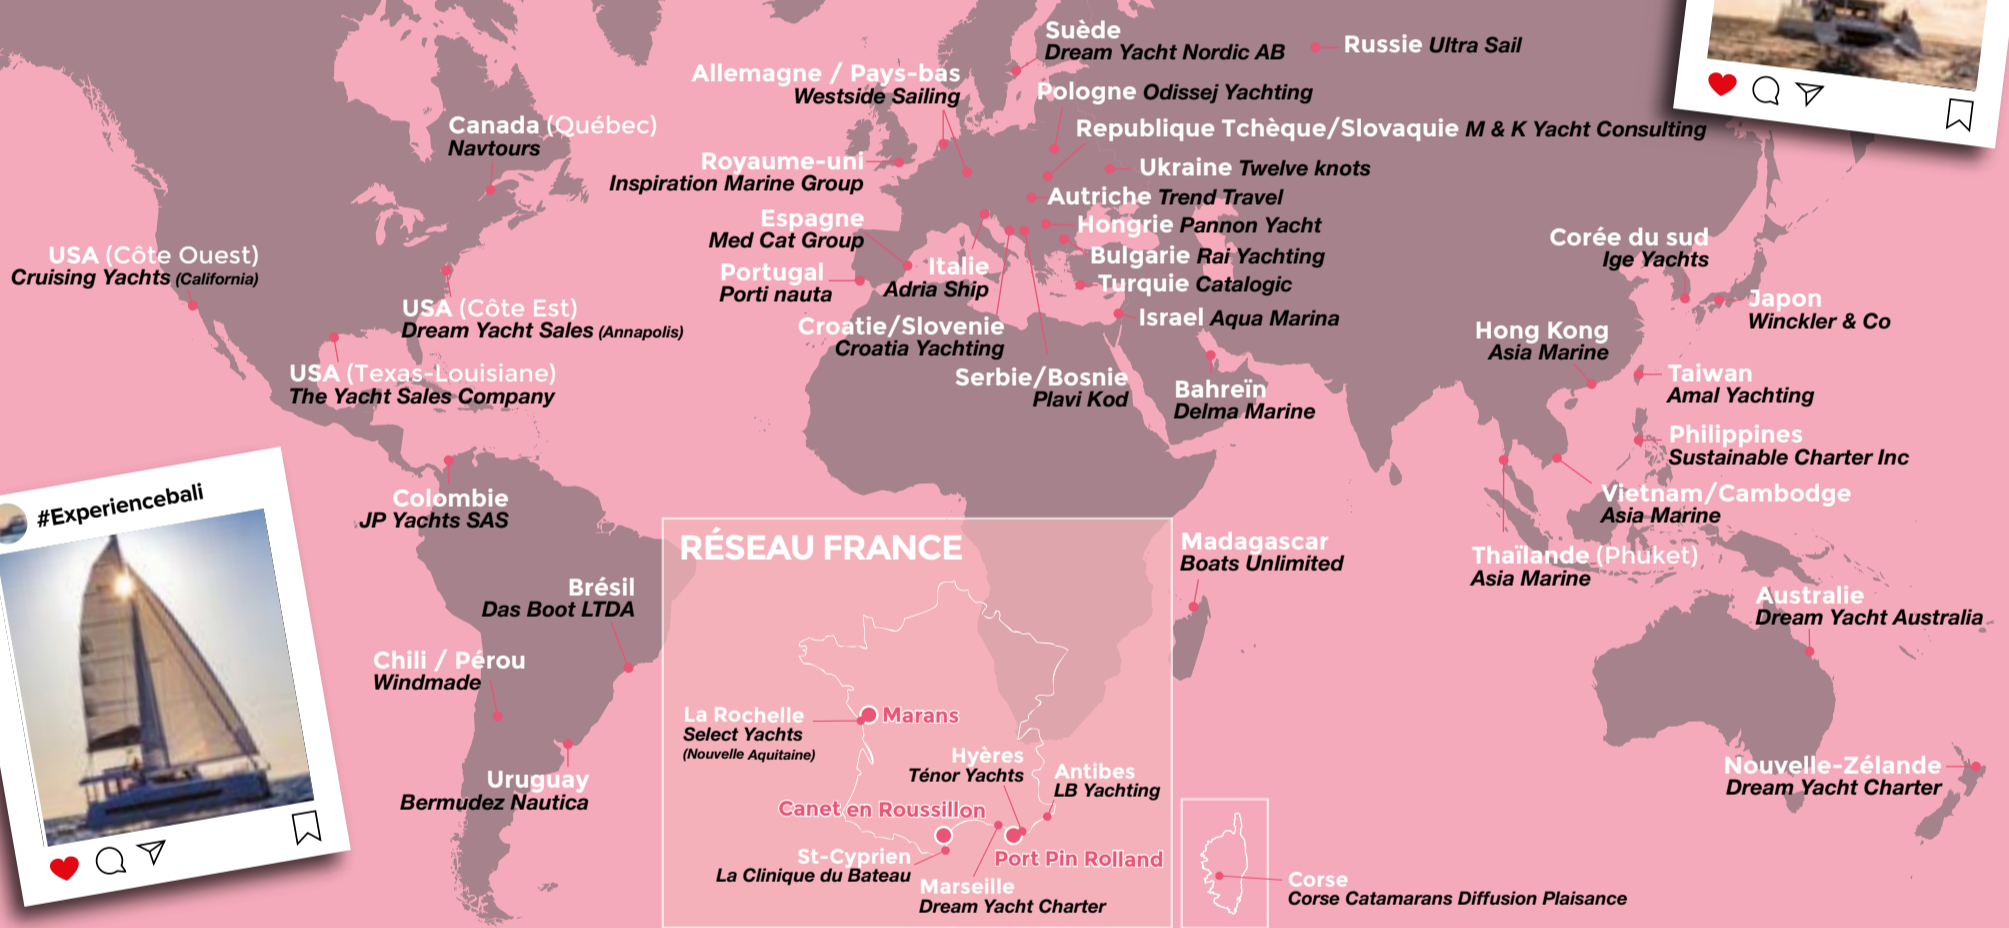 Suède
Dream Yacht Nordic AB
Russie Ultra Sail
Allemagne / Pays-bas
Westside Sailing
Pologne Odissej Yachting
Canada (Québec)
Navtours
Republique Tchèque/Slovaquie M & K Yacht Consulting
Royaume-uni
Inspiration Marine Group
Ukraine Twelve knots
Autriche Trend Travel
Espagne
Med Cat Group
Hongrie Pannon Yacht
USA (Côte Ouest)
Cruising Yachts (California)
Bulgarie Rai Yachting
Corée du sud
Ige Yachts
Portugal
Porti nauta
Italie
Adria Ship
Turquie Catalogic
USA (Côte Est)
Dream Yacht Sales (Annapolis)
Japon
Winckler & Co
Croatie/Slovenie
Croatia Yachting
Israel Aqua Marina
Hong Kong
Asia Marine
USA (Texas-Louisiane)
The Yacht Sales Company
Serbie/Bosnie
Plavi Kod
Bahreïn
Delma Marine
Taiwan
Amal Yachting
Philippines
Sustainable Charter Inc
#Experiencebali
Colombie
JP Yachts SAS
Vietnam/Cambodge
Asia Marine
RÉSEAU FRANCE
Madagascar
Boats Unlimited
Thaïlande (Phuket)
Asia Marine
Brésil
Das Boot LTDA
Australie
Dream Yacht Australia
Chili / Pérou
Windmade
La Rochelle
Select Yachts
(Nouvelle Aquitaine)
Marans
Hyères
Ténor Yachts
Antibes
LB Yachting
Nouvelle-Zélande
Dream Yacht Charter
Uruguay
Bermudez Nautica
Canet en Roussillon
St-Cyprien
La Clinique du Bateau
Port Pin Rolland
Marseille
Dream Yacht Charter
Corse
Corse Catamarans Diffusion Plaisance